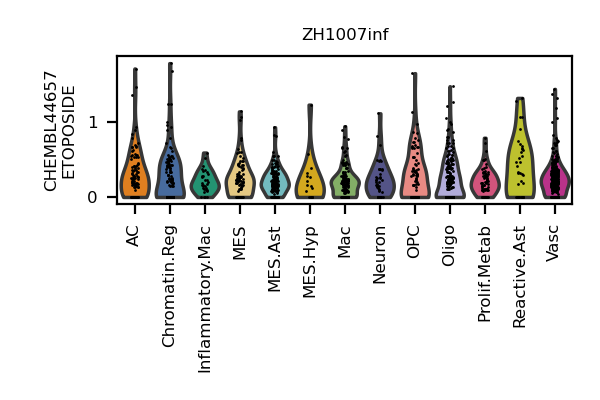 ZH1007inf
CHEMBL44657
ETOPOSIDE
1
0
AC
Chromatin.Reg
Inflammatory.Mac
MES
MES.Ast
MES.Hyp
Mac
Neuron
OPC
Oligo
Prolif.Metab
Reactive.Ast
Vasc